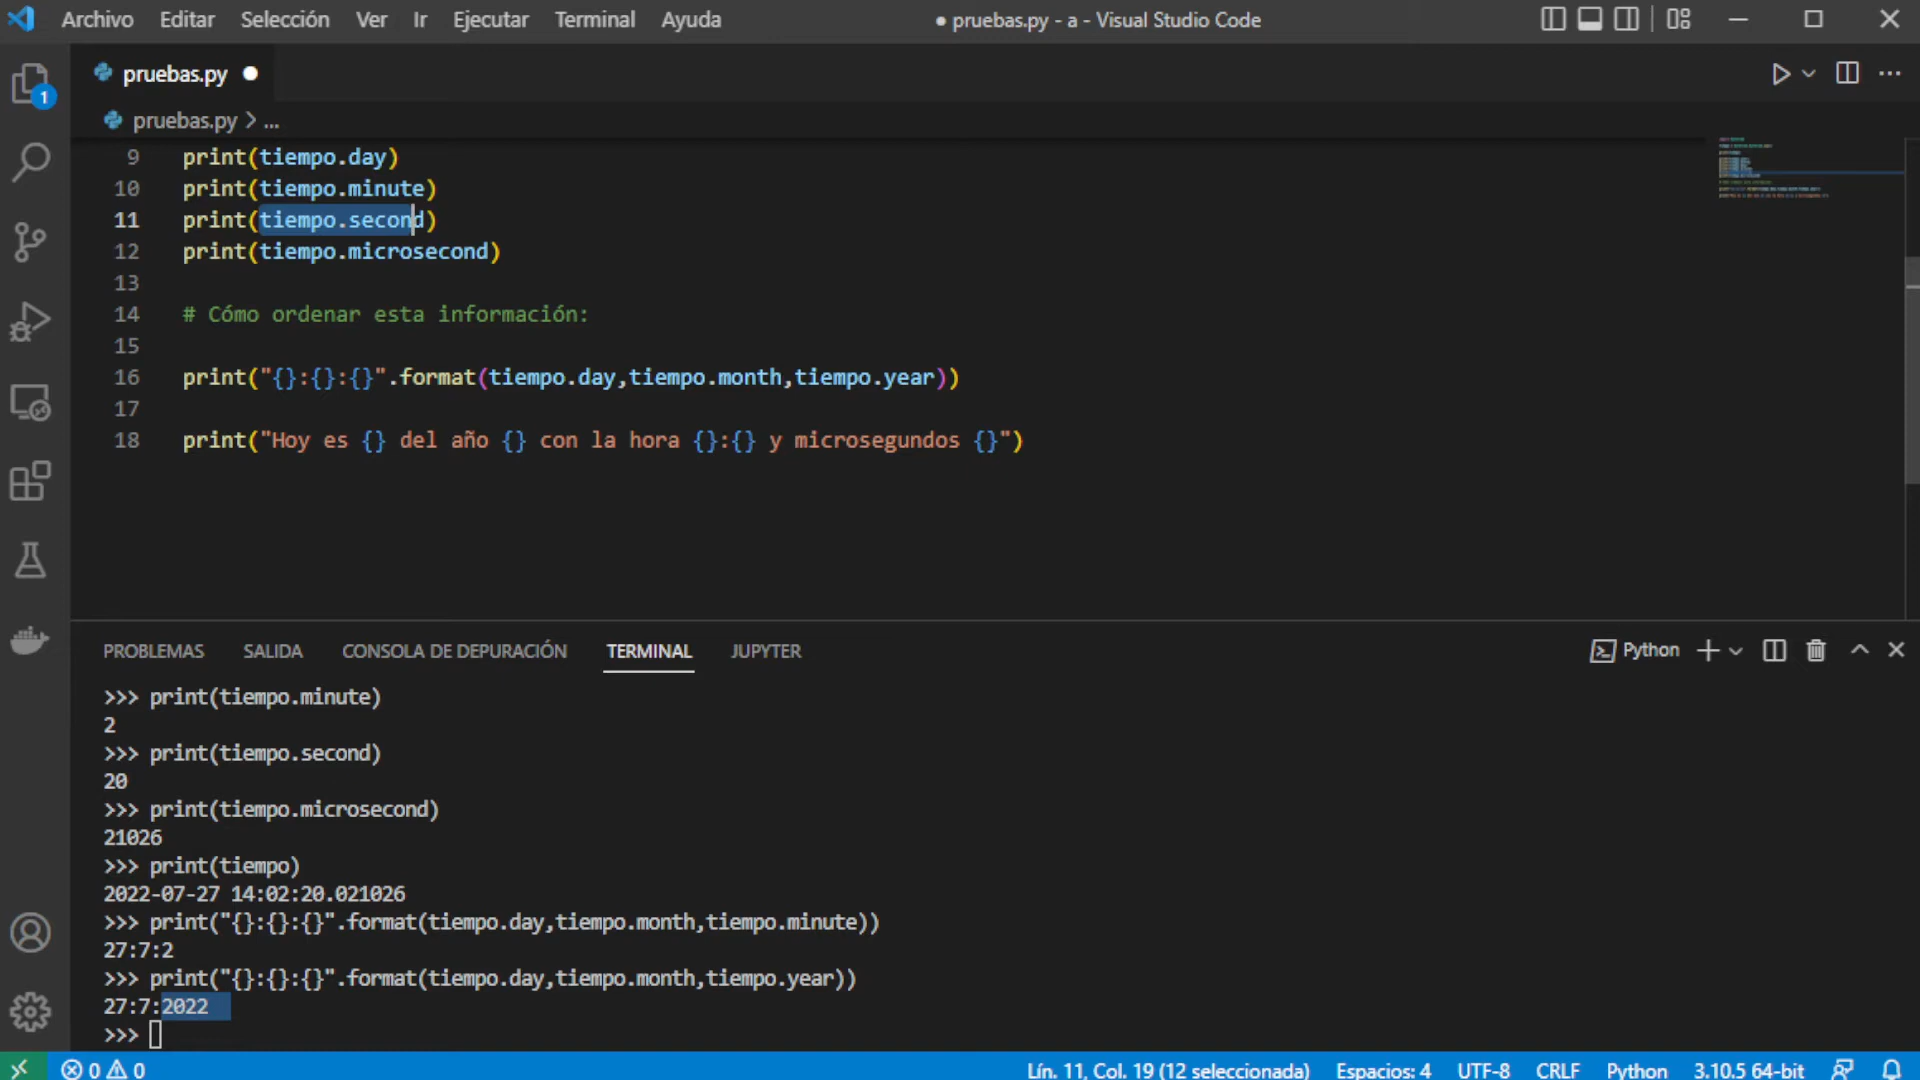 Archivo Editar Selección Ver Ir Ejecutar Terminal Ayuda ● pruebas.py - a - Visual Studio Code
pruebas.py ●
1
pruebas.py > ...
9 print(tiempo.day)
10 print(tiempo.minute)
11 print(tiempo.second)
12 print(tiempo.microsecond)
13
14 # Cómo ordenar esta información:
15
16 print("{}:{}:{}".format(tiempo.day,tiempo.month,tiempo.year))
17
18 print("Hoy es {} del año {} con la hora {}:{} y microsegundos {}")
PROBLEMAS SALIDA CONSOLA DE DEPURACIÓN TERMINAL JUPYTER Python
>>> print(tiempo.minute)
2
>>> print(tiempo.second)
20
>>> print(tiempo.microsecond)
21026
>>> print(tiempo)
2022-07-27 14:02:20.021026
>>> print("{}:{}:{}".format(tiempo.day,tiempo.month,tiempo.minute))
27:7:2
>>> print("{}:{}:{}".format(tiempo.day,tiempo.month,tiempo.year))
27:7:2022
>>>
0 0 Lín. 11, Col. 19 (12 seleccionada) Espacios: 4 UTF-8 CRLF Python 3.10.5 64-bit